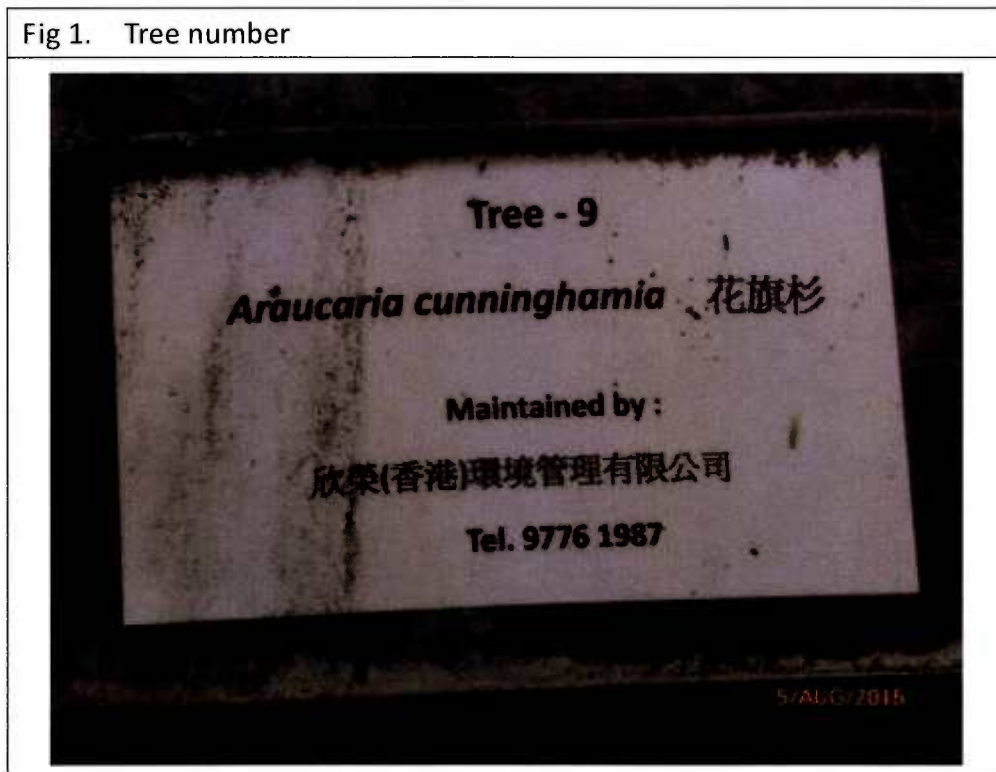 Fig 1. Tree number
Tree - 9
Araucaria cunninghamia 花旗杉
Maintained by :
欣榮(香港)環境管理有限公司
Tel. 9776 1987
5/AUG/2015